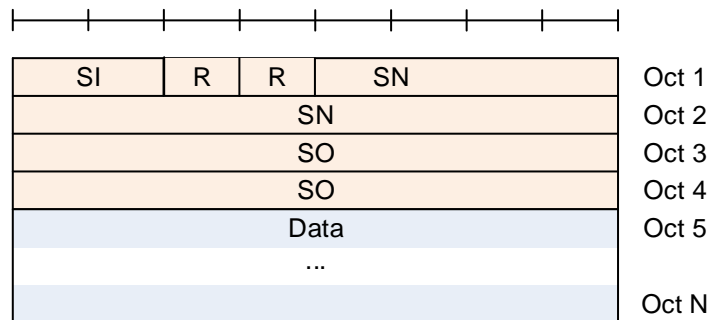 SI R R SN Oct 1
SN Oct 2
SO Oct 3
SO Oct 4
Data Oct 5
...
Oct N